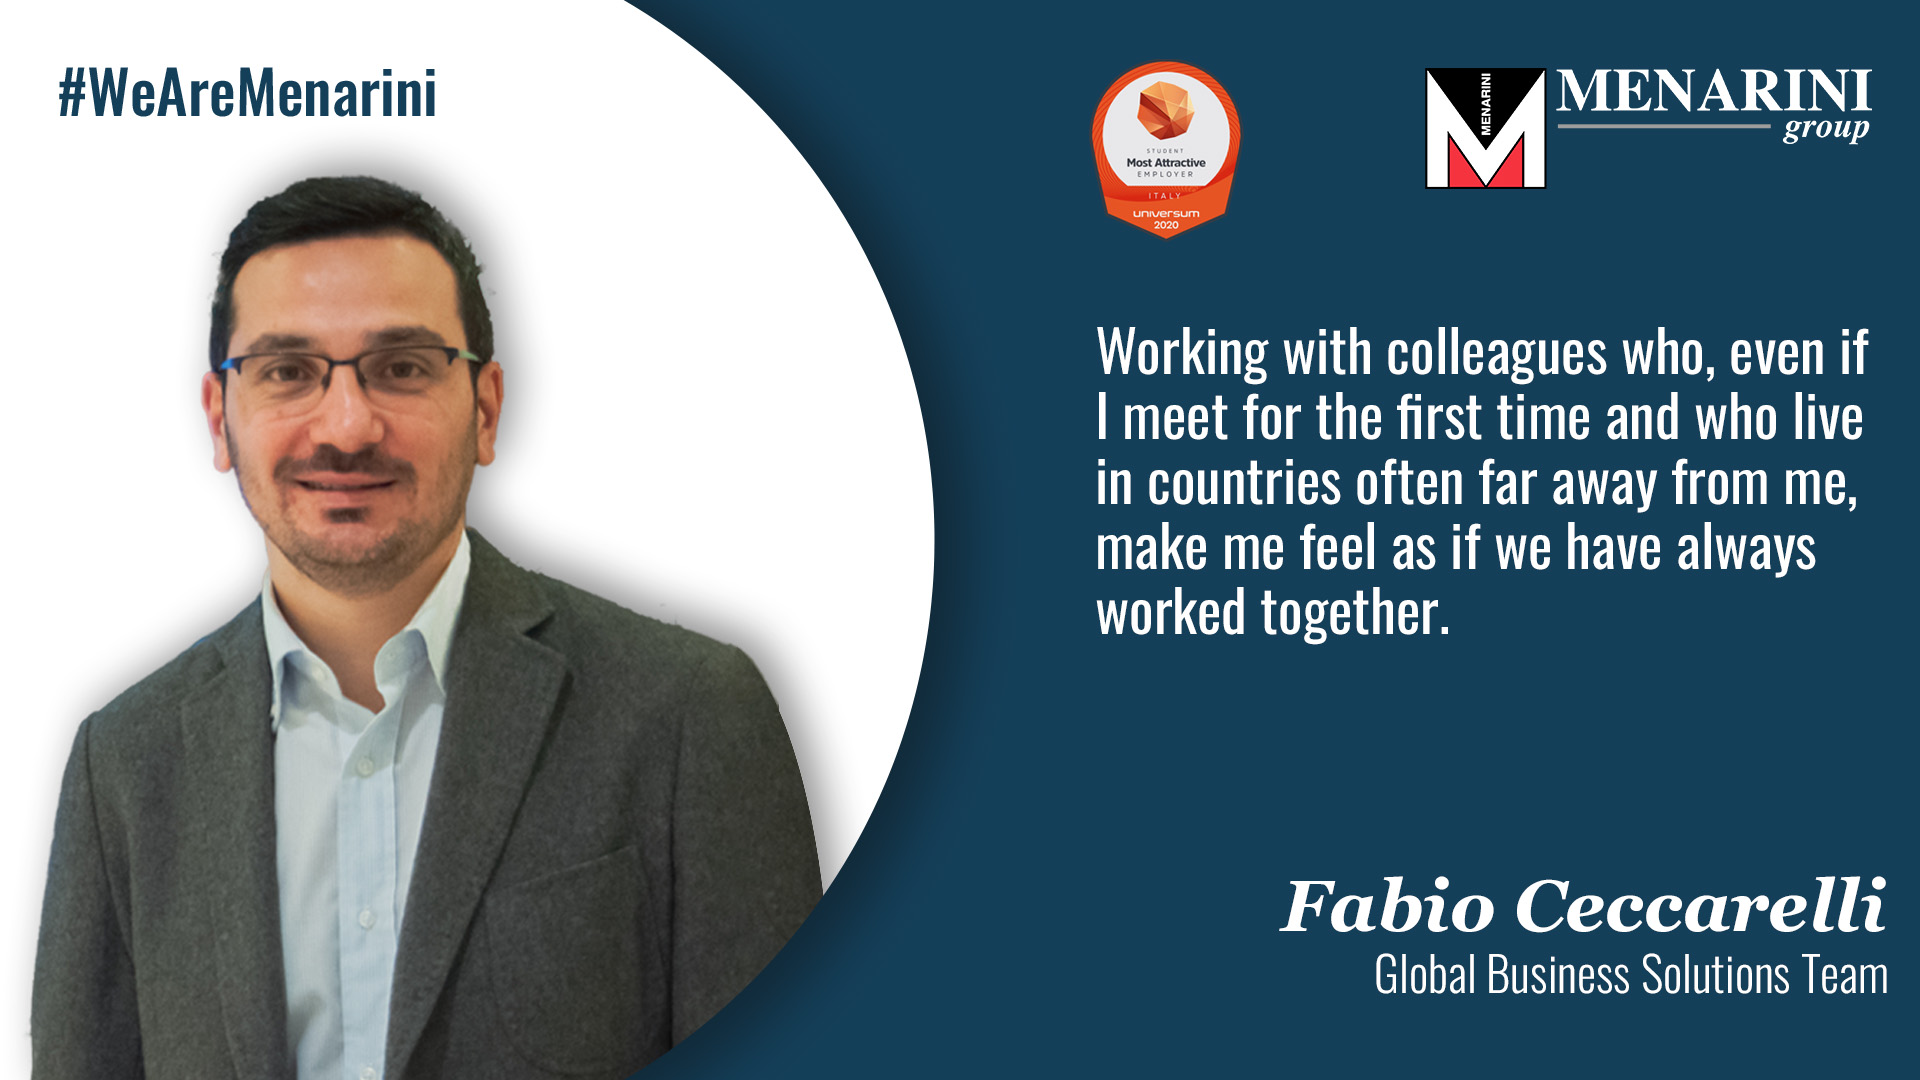 #WeAreMenarini
STUDENT
Most Attractive
EMPLOYER
ITALY
universum
2020
MENARINI
MENARINI
group
Working with colleagues who, even if
I meet for the first time and who live
in countries often far away from me,
make me feel as if we have always
worked together.
Fabio Ceccarelli
Global Business Solutions Team